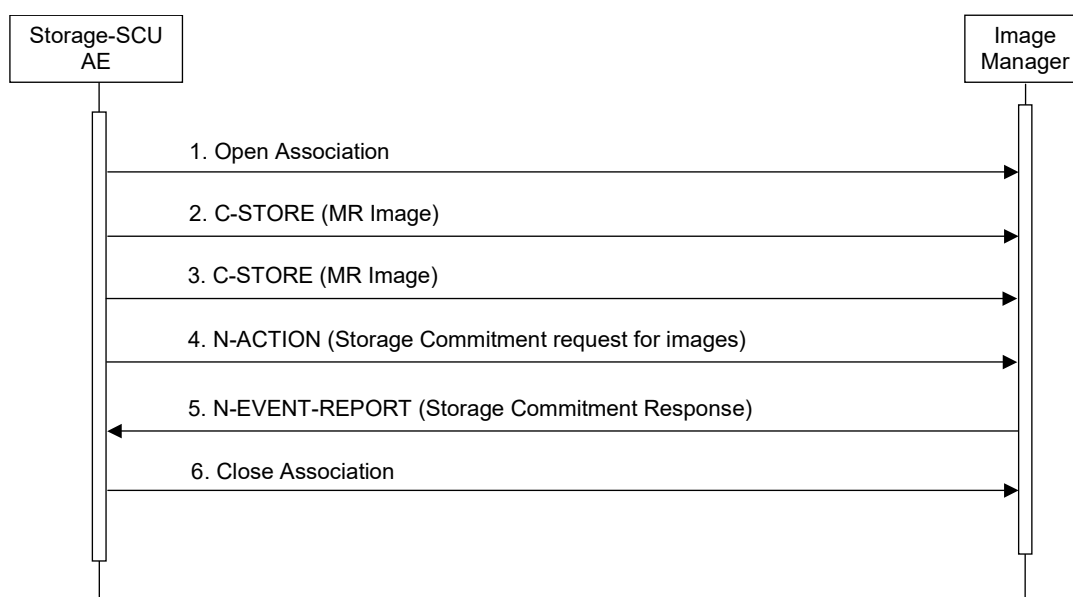 Storage-SCU
AE
Image
Manager
1. Open Association
2. C-STORE (MR Image)
3. C-STORE (MR Image)
4. N-ACTION (Storage Commitment request for images)
5. N-EVENT-REPORT (Storage Commitment Response)
6. Close Association